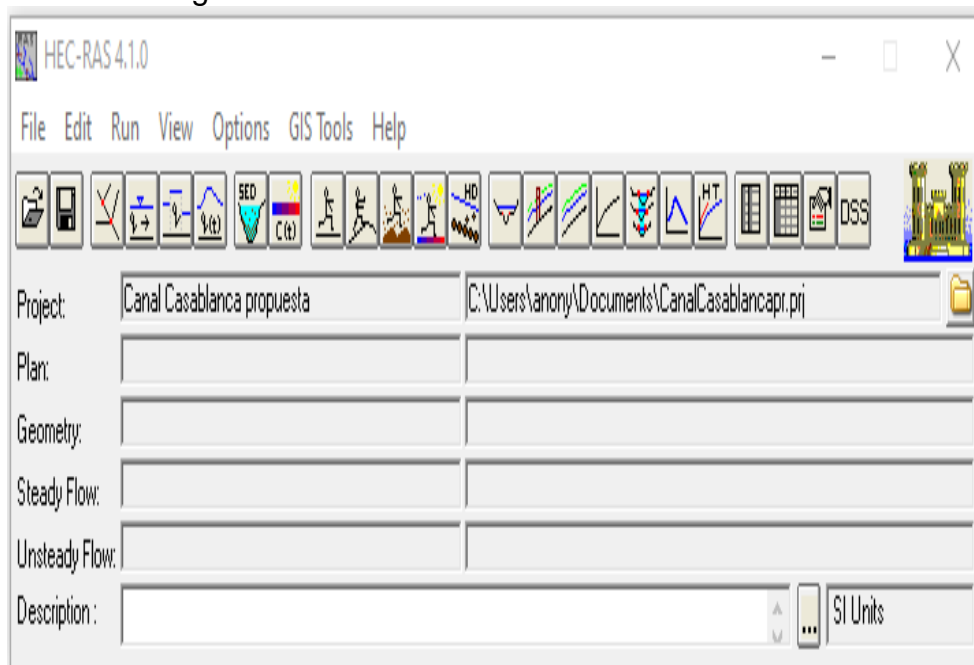 HEC-RAS 4.1.0
File Edit Run View Options GIS Tools Help
SED C(t) HD HT DSS
Project: Canal Casablanca propuesta C:\Users\anony\Documents\CanalCasablancapr.prj
Plan:
Geometry:
Steady Flow:
Unsteady Flow:
Description : ... SI Units